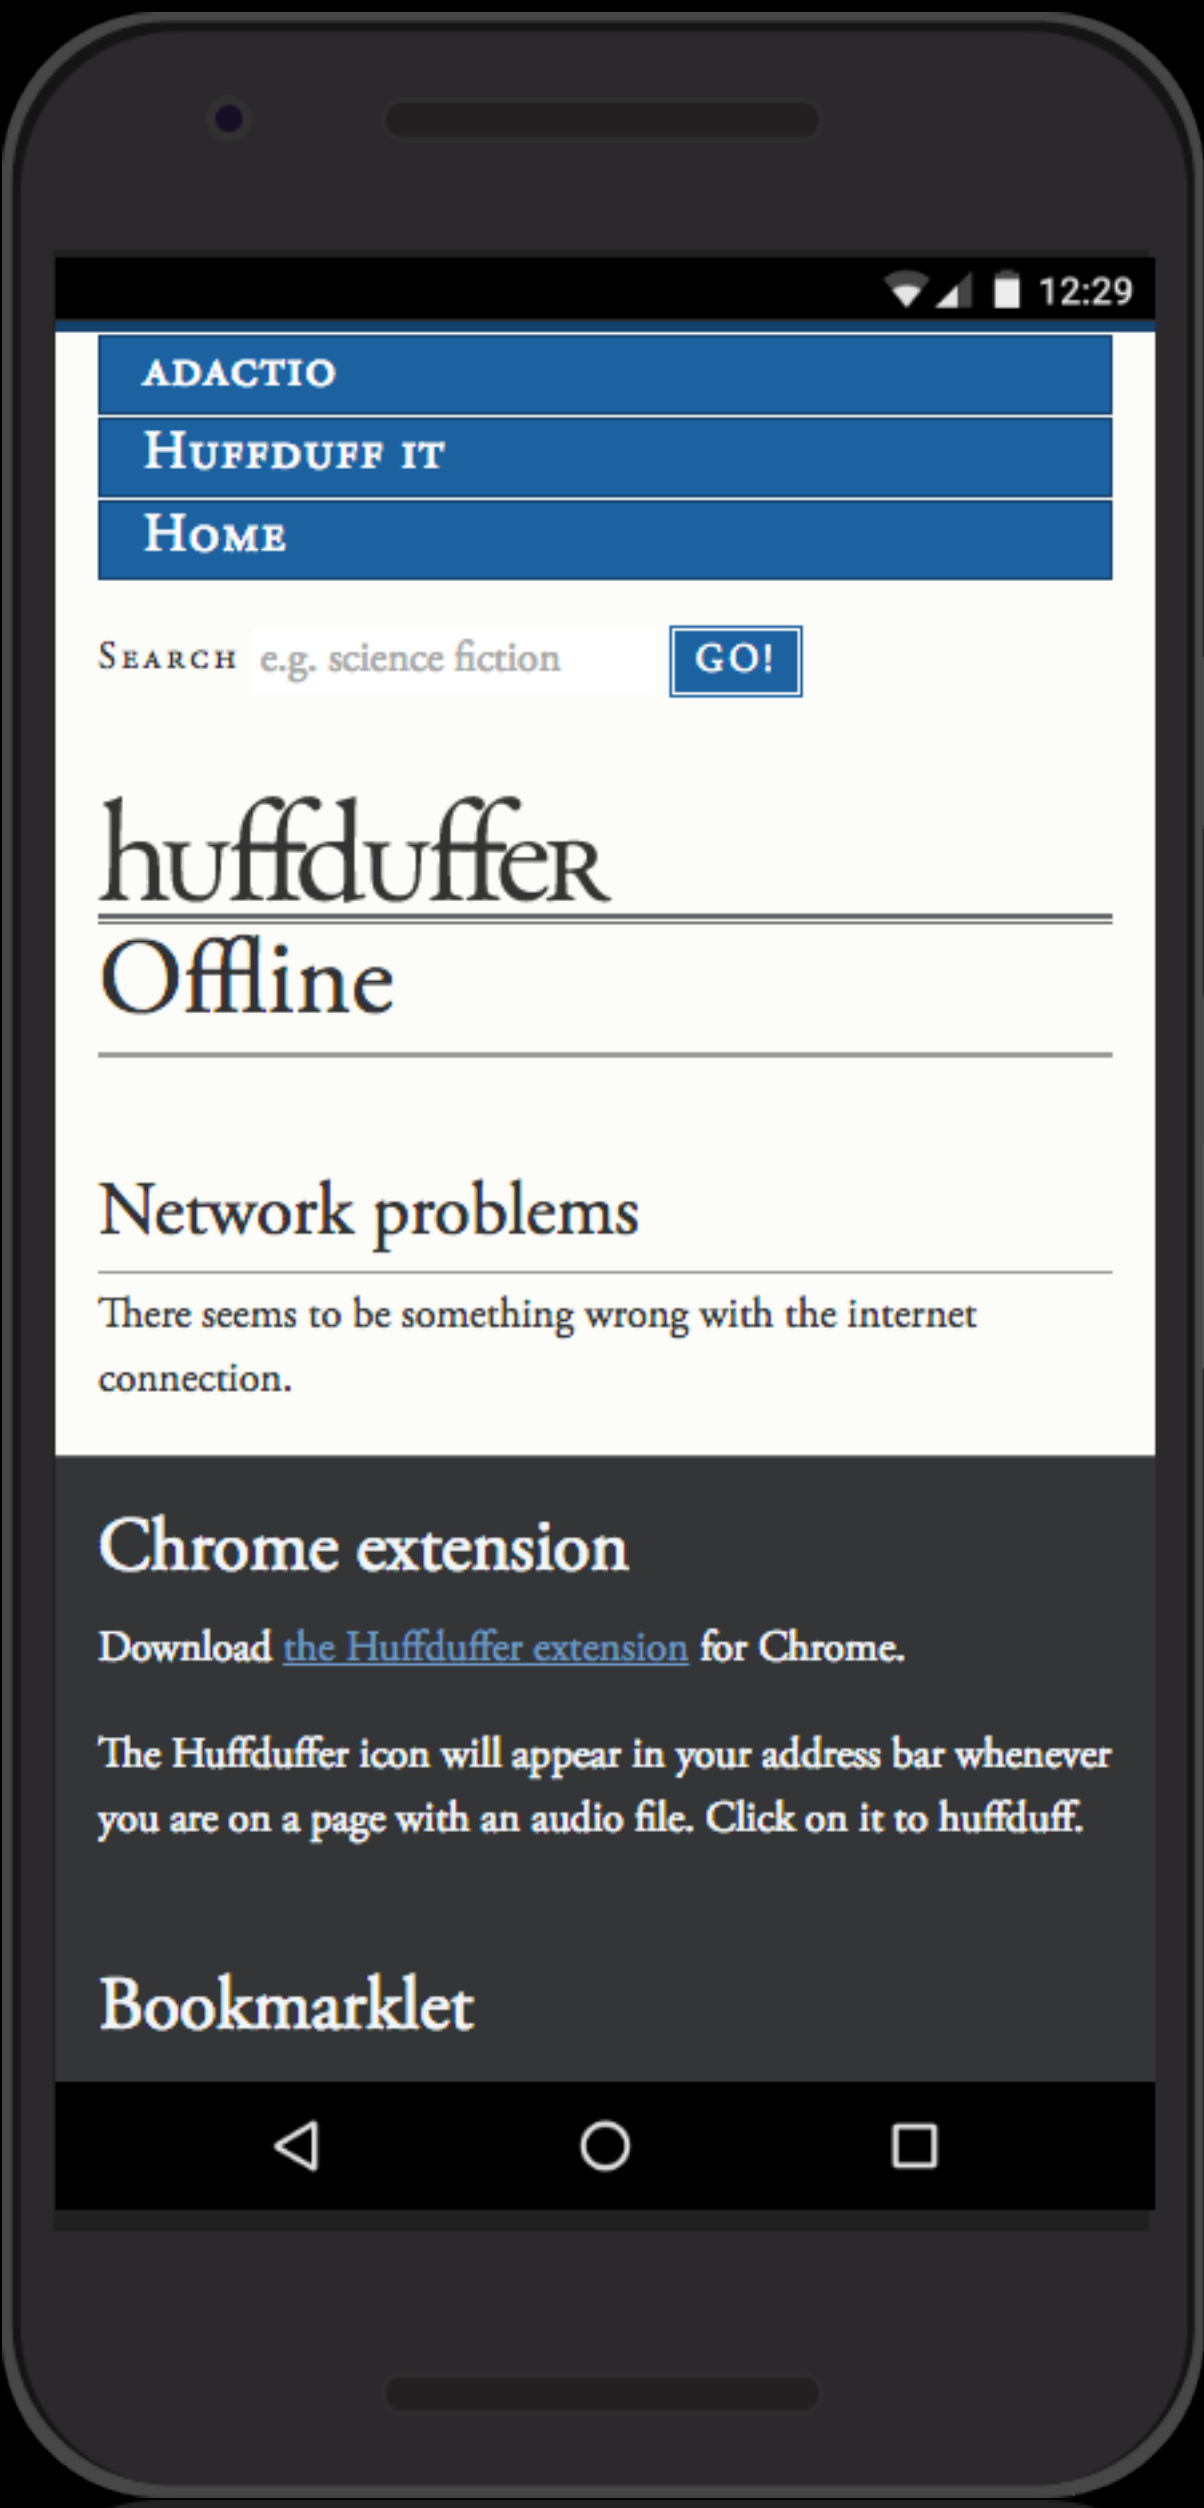 12:29
ADACTIO
HUFFDUFF IT
HOME
SEARCH e.g. science fiction GO!
huffduffeR
Offline
Network problems
There seems to be something wrong with the internet
connection.
Chrome extension
Download the Huffduffer extension for Chrome.
The Huffduffer icon will appear in your address bar whenever
you are on a page with an audio file. Click on it to huffduff.
Bookmarklet